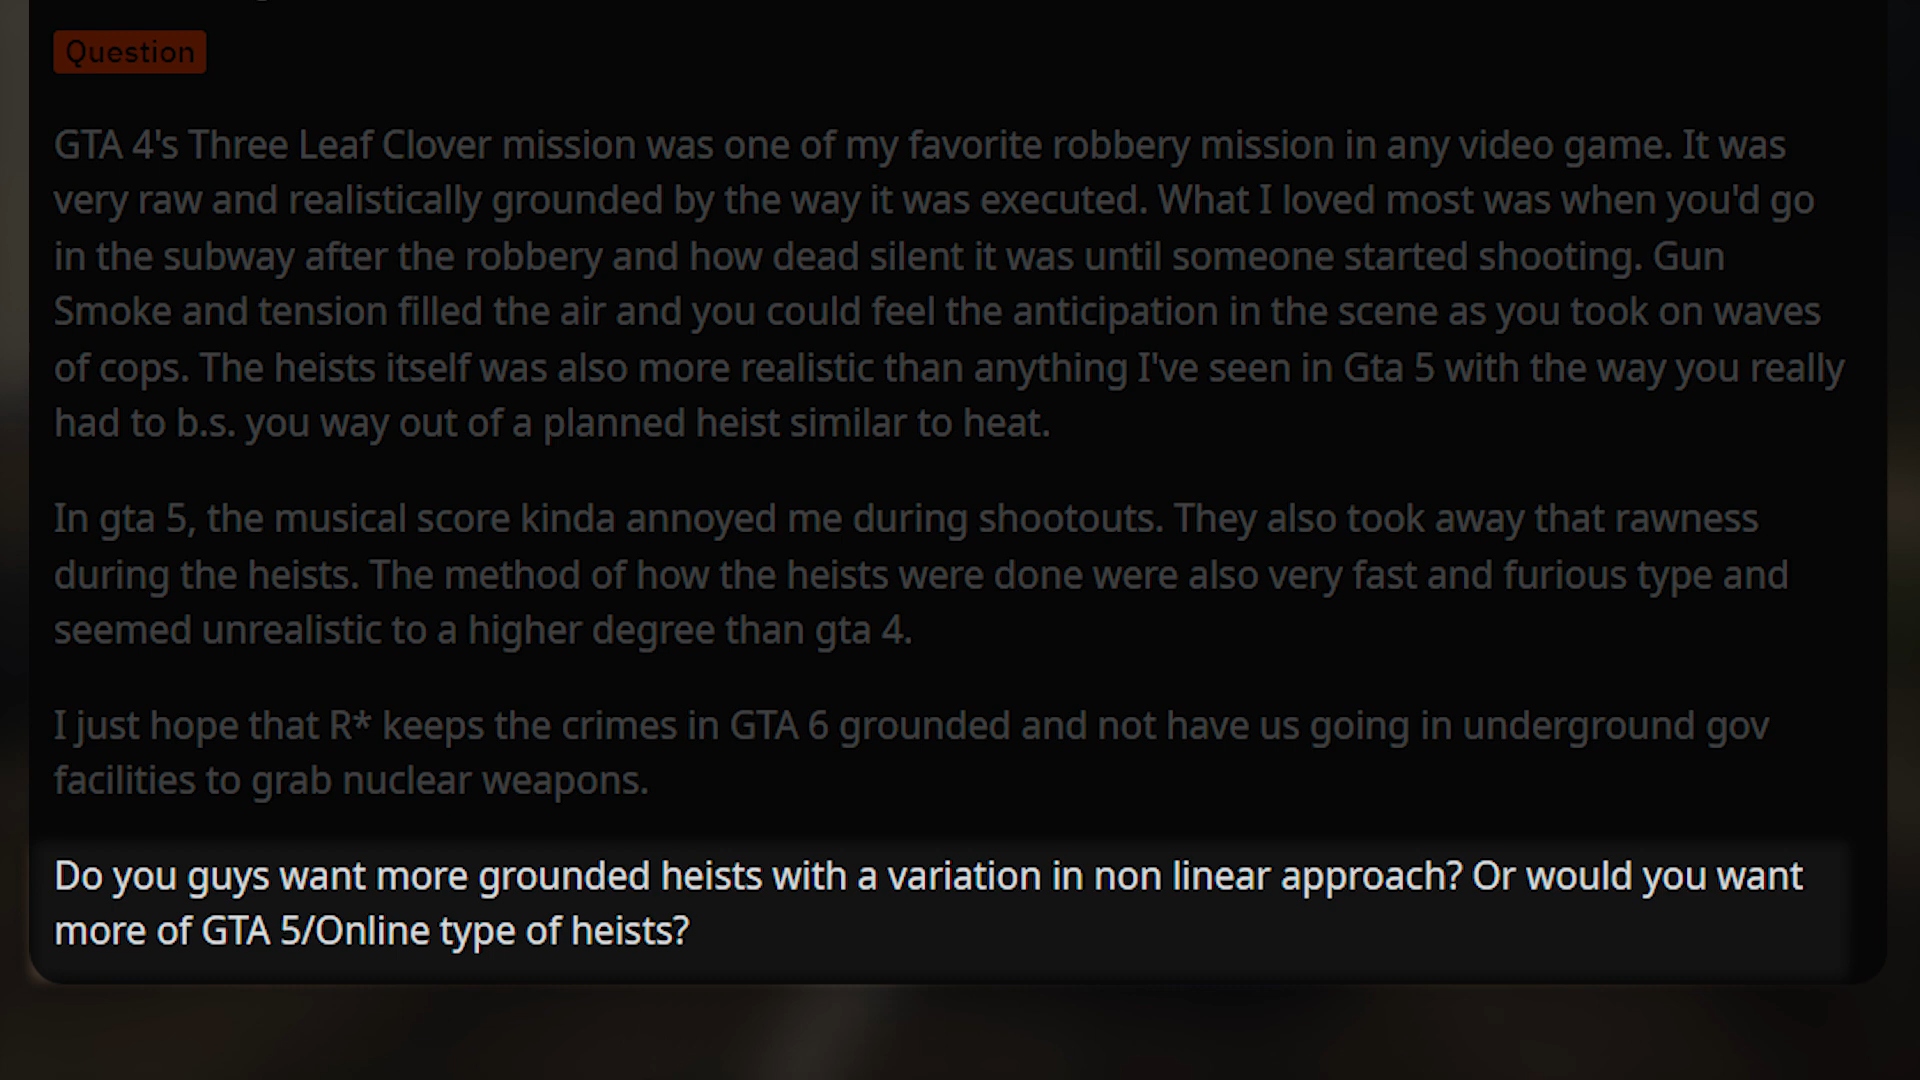 Question
GTA 4's Three Leaf Clover mission was one of my favorite robbery mission in any video game. It was
very raw and realistically grounded by the way it was executed. What I loved most was when you'd go
in the subway after the robbery and how dead silent it was until someone started shooting. Gun
Smoke and tension filled the air and you could feel the anticipation in the scene as you took on waves
of cops. The heists itself was also more realistic than anything I've seen in Gta 5 with the way you really
had to b.s. you way out of a planned heist similar to heat.
In gta 5, the musical score kinda annoyed me during shootouts. They also took away that rawness
during the heists. The method of how the heists were done were also very fast and furious type and
seemed unrealistic to a higher degree than gta 4.
I just hope that R* keeps the crimes in GTA 6 grounded and not have us going in underground gov
facilities to grab nuclear weapons.
Do you guys want more grounded heists with a variation in non linear approach? Or would you want
more of GTA 5/Online type of heists?